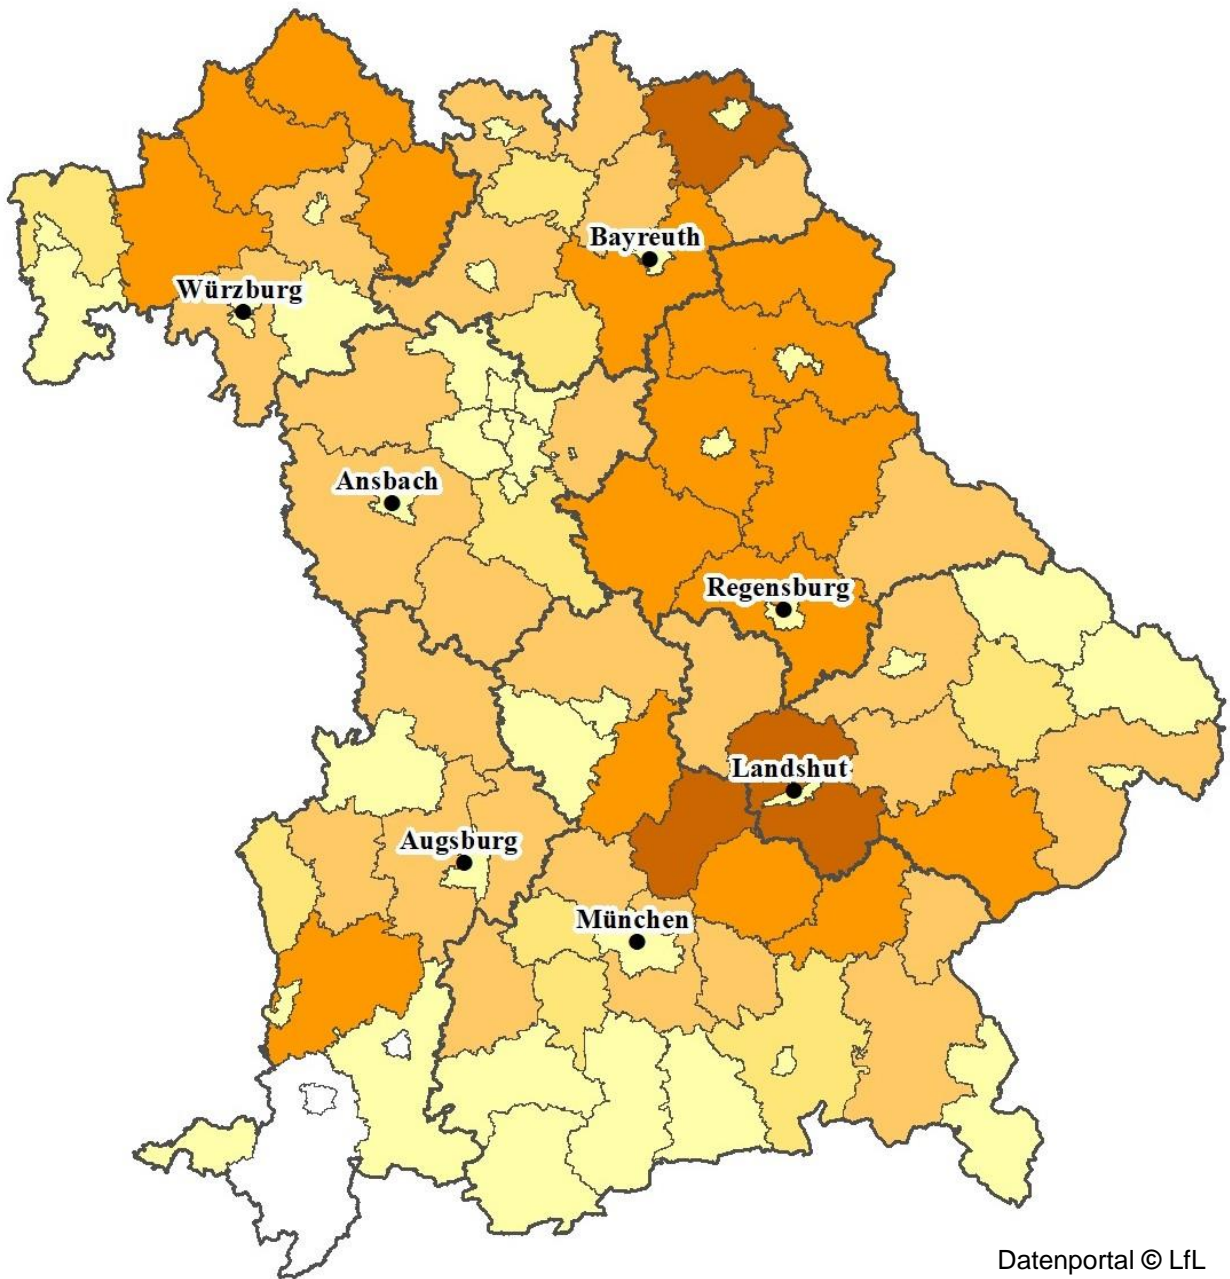 Bayreuth
Würzburg
Ansbach
Regensburg
Landshut
Augsburg
München
Datenportal © LfL